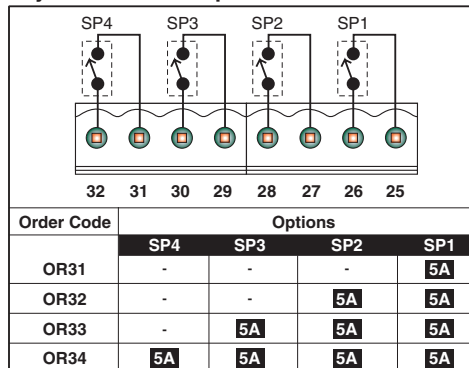 SP4 SP3 SP2 SP1
32 31 30 29 28 27 26 25
Order Code Options
SP4 SP3 SP2 SP1
OR31 - - - 5A
OR32 - - 5A 5A
OR33 - 5A 5A 5A
OR34 5A 5A 5A 5A